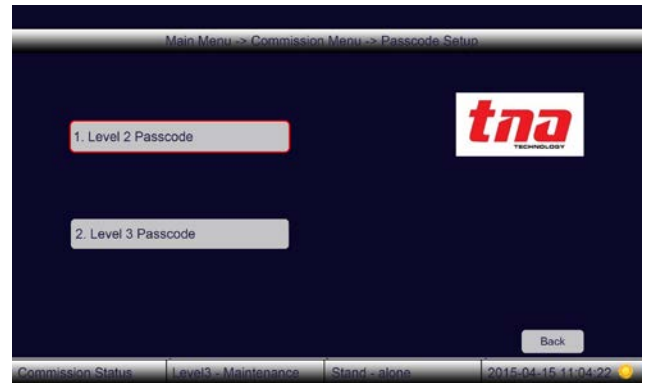 Main Menu -> Commission Menu -> Passcode Setup
tna
TECHNOLOGY
1. Level 2 Passcode
2. Level 3 Passcode
Back
Commission Status Level3 - Maintenance Stand - alone 2015-04-15 11:04:22